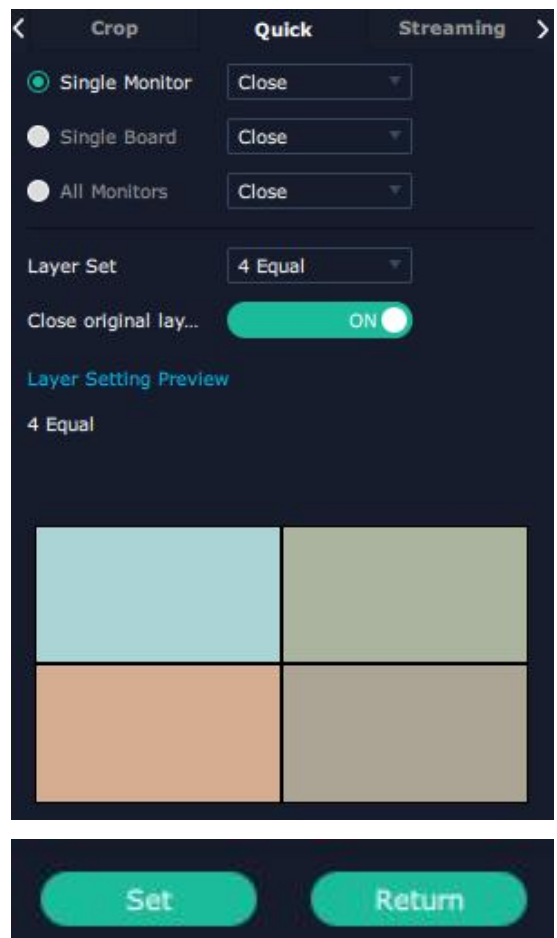 Crop Quick Streaming
Single Monitor Close
Single Board Close
All Monitors Close
Layer Set 4 Equal
Close original lay... ON
Layer Setting Preview
4 Equal
Set Return